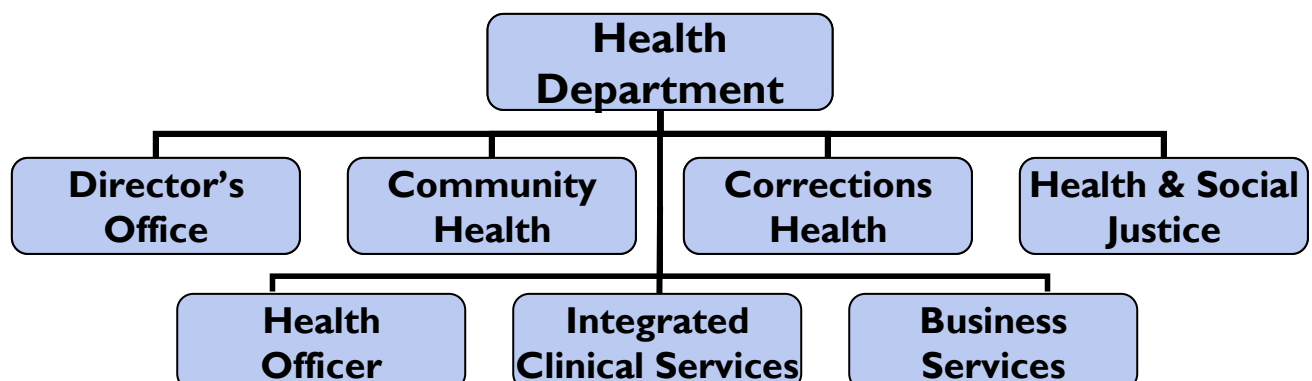 Health
Department
Director’s
Office
Community
Health
Corrections
Health
Health & Social
Justice
Health
Officer
Integrated
Clinical Services
Business
Services